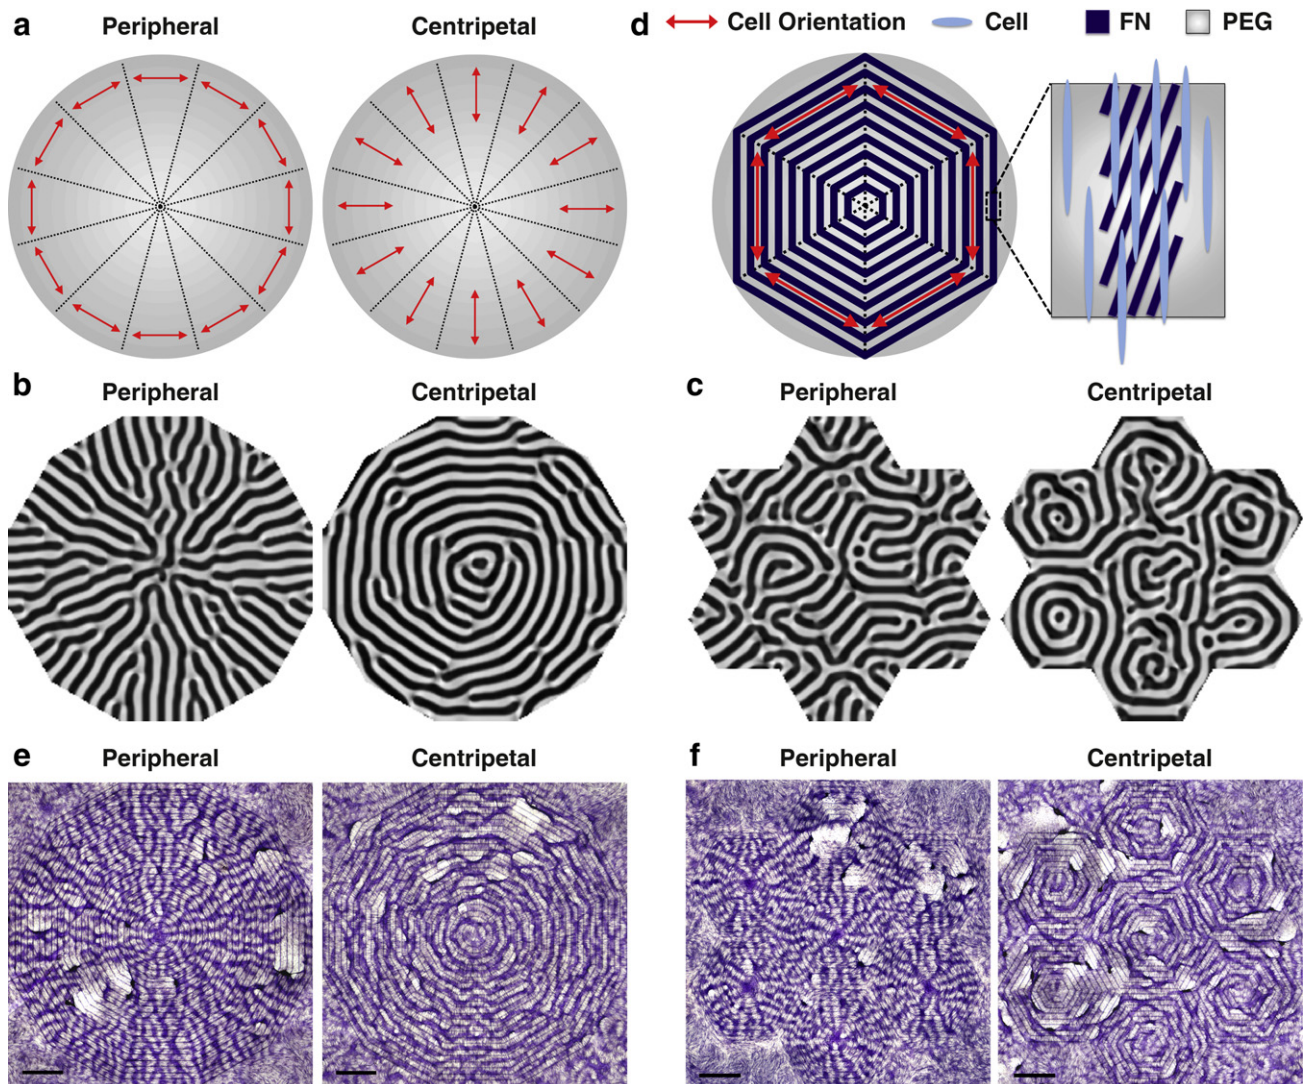 a Peripheral Centripetal
d Cell Orientation Cell FN PEG
b Peripheral Centripetal
c Peripheral Centripetal
e Peripheral Centripetal
f Peripheral Centripetal